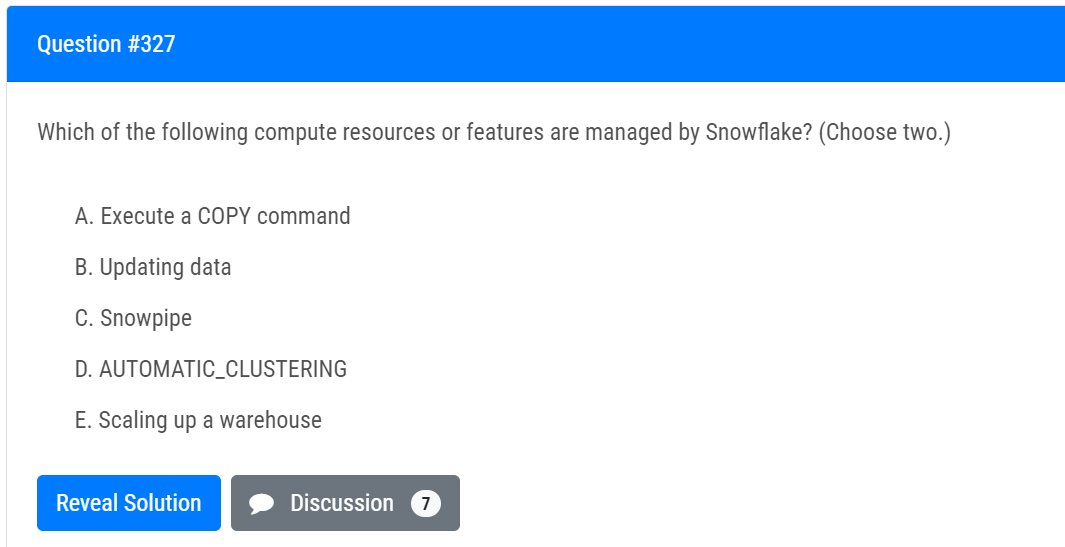 Question #327
Which of the following compute resources or features are managed by Snowflake? (Choose two.)
A. Execute a COPY command
B. Updating data
C. Snowpipe
D. AUTOMATIC_CLUSTERING
E. Scaling up a warehouse
Reveal Solution Discussion 7